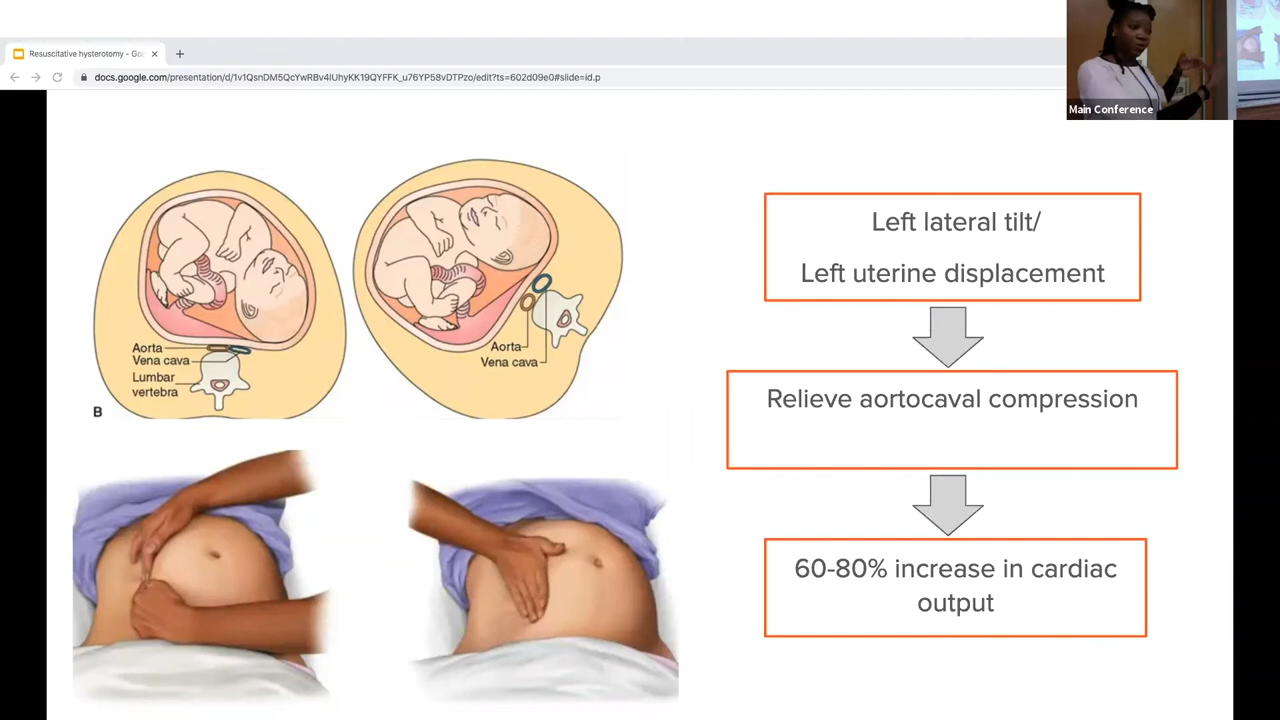 Resuscitative hysterotomy - Goo
docs.google.com/presentation/d/1v1QsnDM5QcYwRBv4lUhyKK19QYFFK_u76YP58vDTPzo/edit?ts=602d09e0#slide=id.p
Main Conference
Aorta
Vena cava
Lumbar
vertebra
B
Aorta
Vena cava
Left lateral tilt/
Left uterine displacement
Relieve aortocaval compression
60-80% increase in cardiac
output